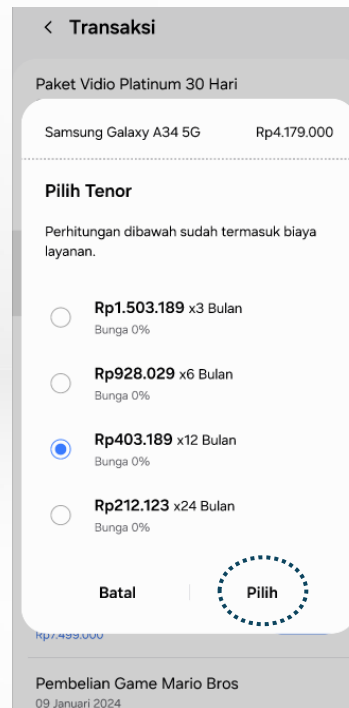 < Transaksi
Paket Vidio Platinum 30 Hari
Samsung Galaxy A34 5G Rp4.179.000
Pilih Tenor
Perhitungan dibawah sudah termasuk biaya
layanan.
Rp1.503.189 x3 Bulan
Bunga 0%
Rp928.029 x6 Bulan
Bunga 0%
Rp403.189 x12 Bulan
Bunga 0%
Rp212.123 x24 Bulan
Bunga 0%
Batal Pilih
Rp7.499.000
Pembelian Game Mario Bros
09 Januari 2024